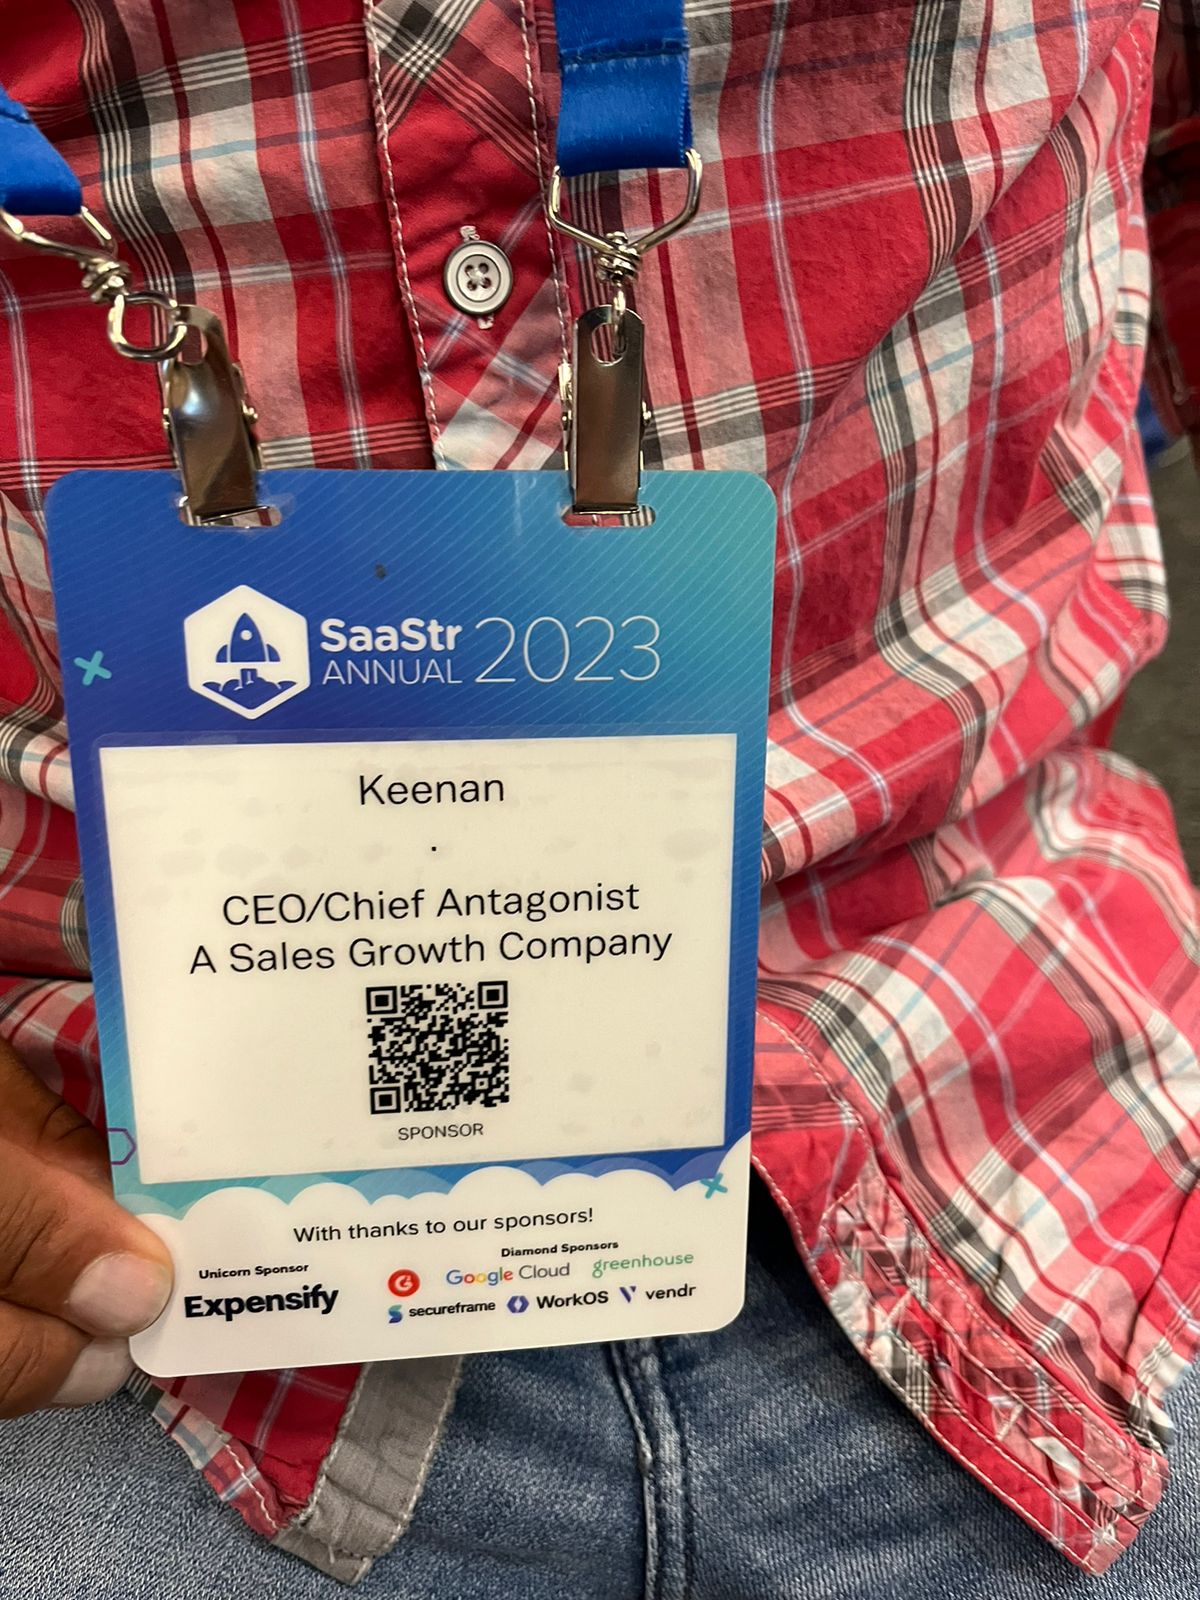 SaaStr
ANNUAL 2023
Keenan
.
CEO/Chief Antagonist
A Sales Growth Company
SPONSOR
With thanks to our sponsors!
Unicorn Sponsor
Expensify
Diamond Sponsors
G Google Cloud greenhouse
secureframe WorkOS vendr